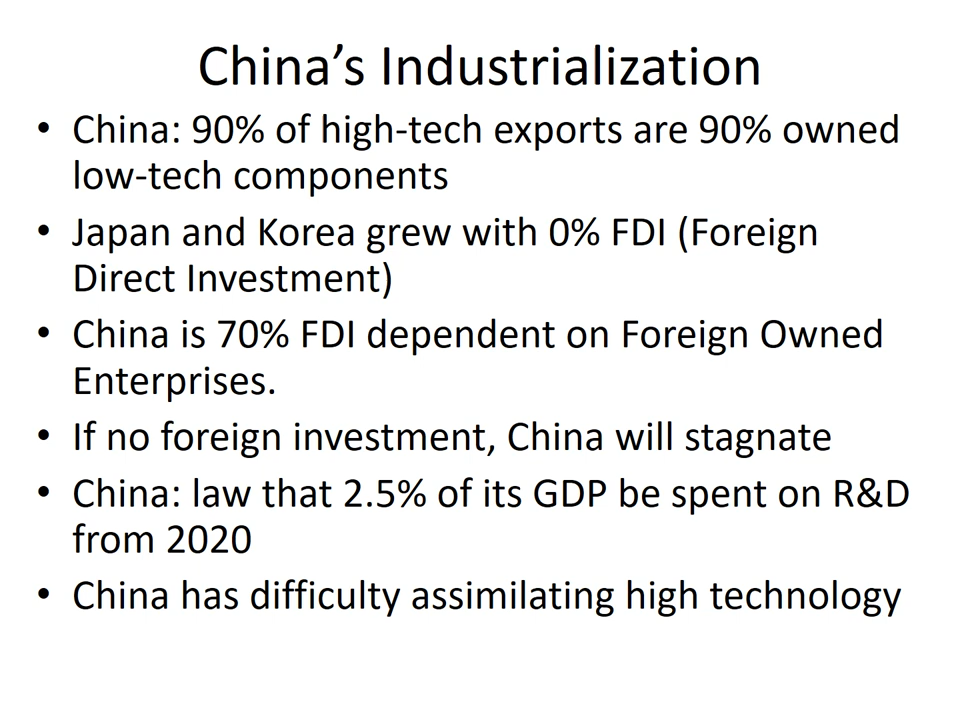 China’s Industrialization
• China: 90% of high-tech exports are 90% owned
low-tech components
• Japan and Korea grew with 0% FDI (Foreign
Direct Investment)
• China is 70% FDI dependent on Foreign Owned
Enterprises.
• If no foreign investment, China will stagnate
• China: law that 2.5% of its GDP be spent on R&D
from 2020
• China has difficulty assimilating high technology